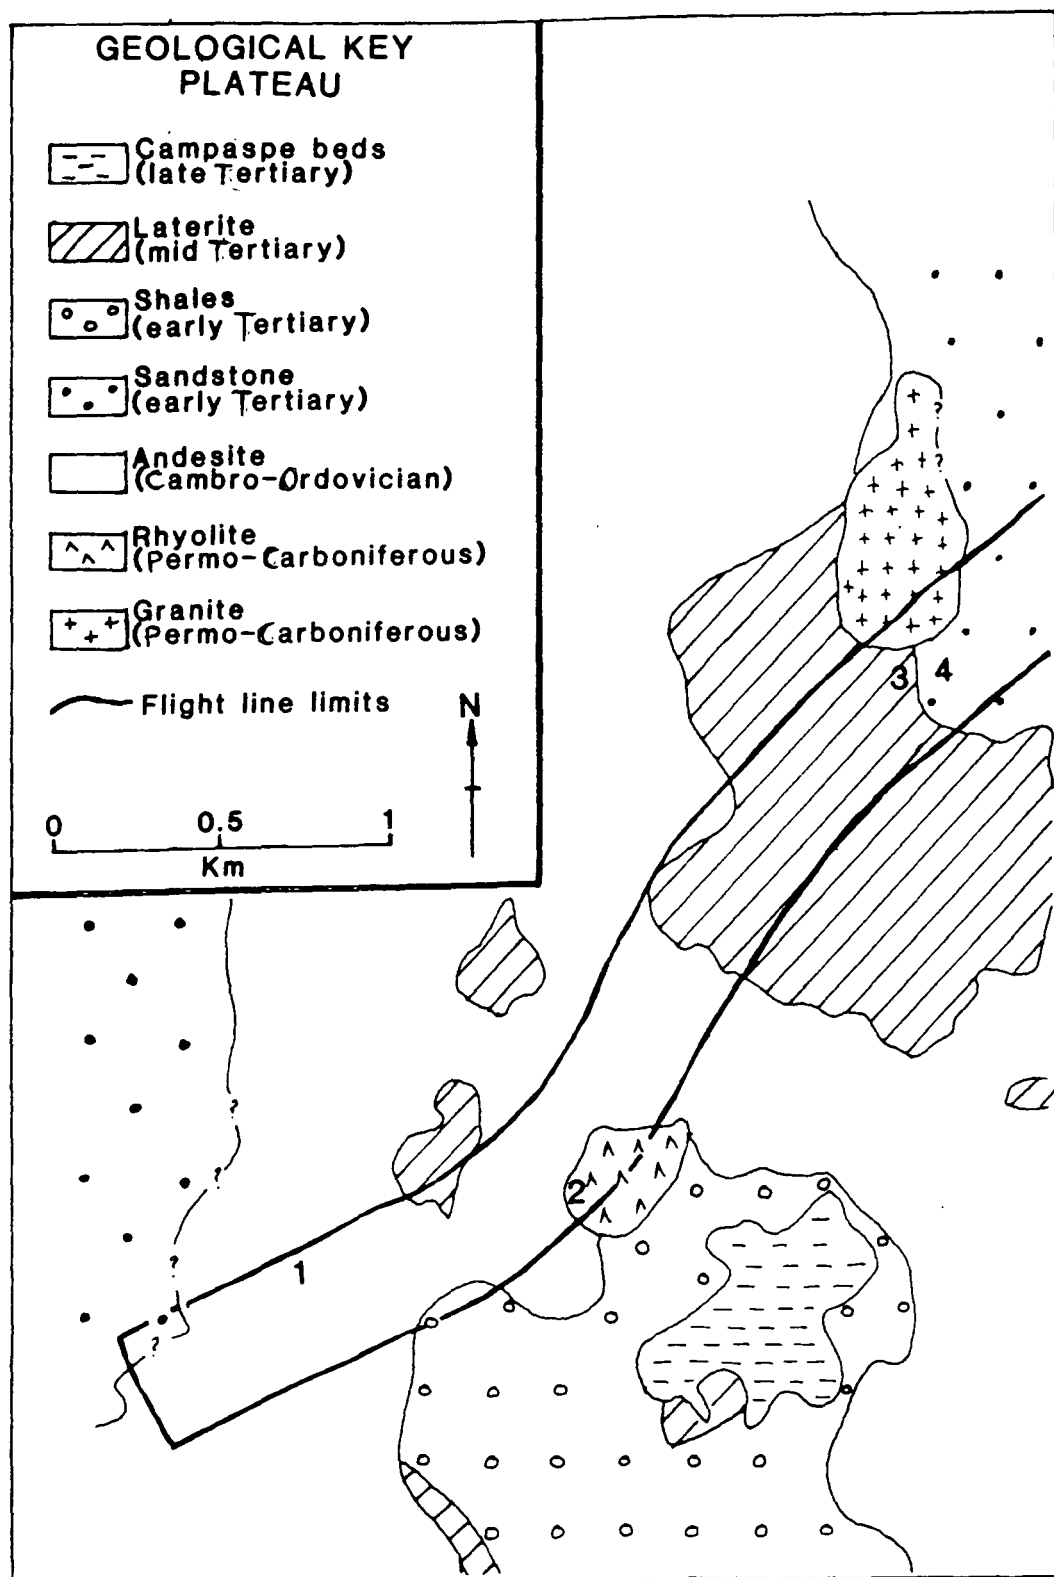 GEOLOGICAL KEY
PLATEAU
Campaspe beds
(late Tertiary)
Laterite
(mid Tertiary)
Shales
(early Tertiary)
Sandstone
(early Tertiary)
Andesite
(Cambro-Ordovician)
Rhyolite
(Permo-Carboniferous)
Granite
(Permo-Carboniferous)
Flight line limits
N
0 0.5 1
Km
?
?
3 4
?
?
2
?
1
?